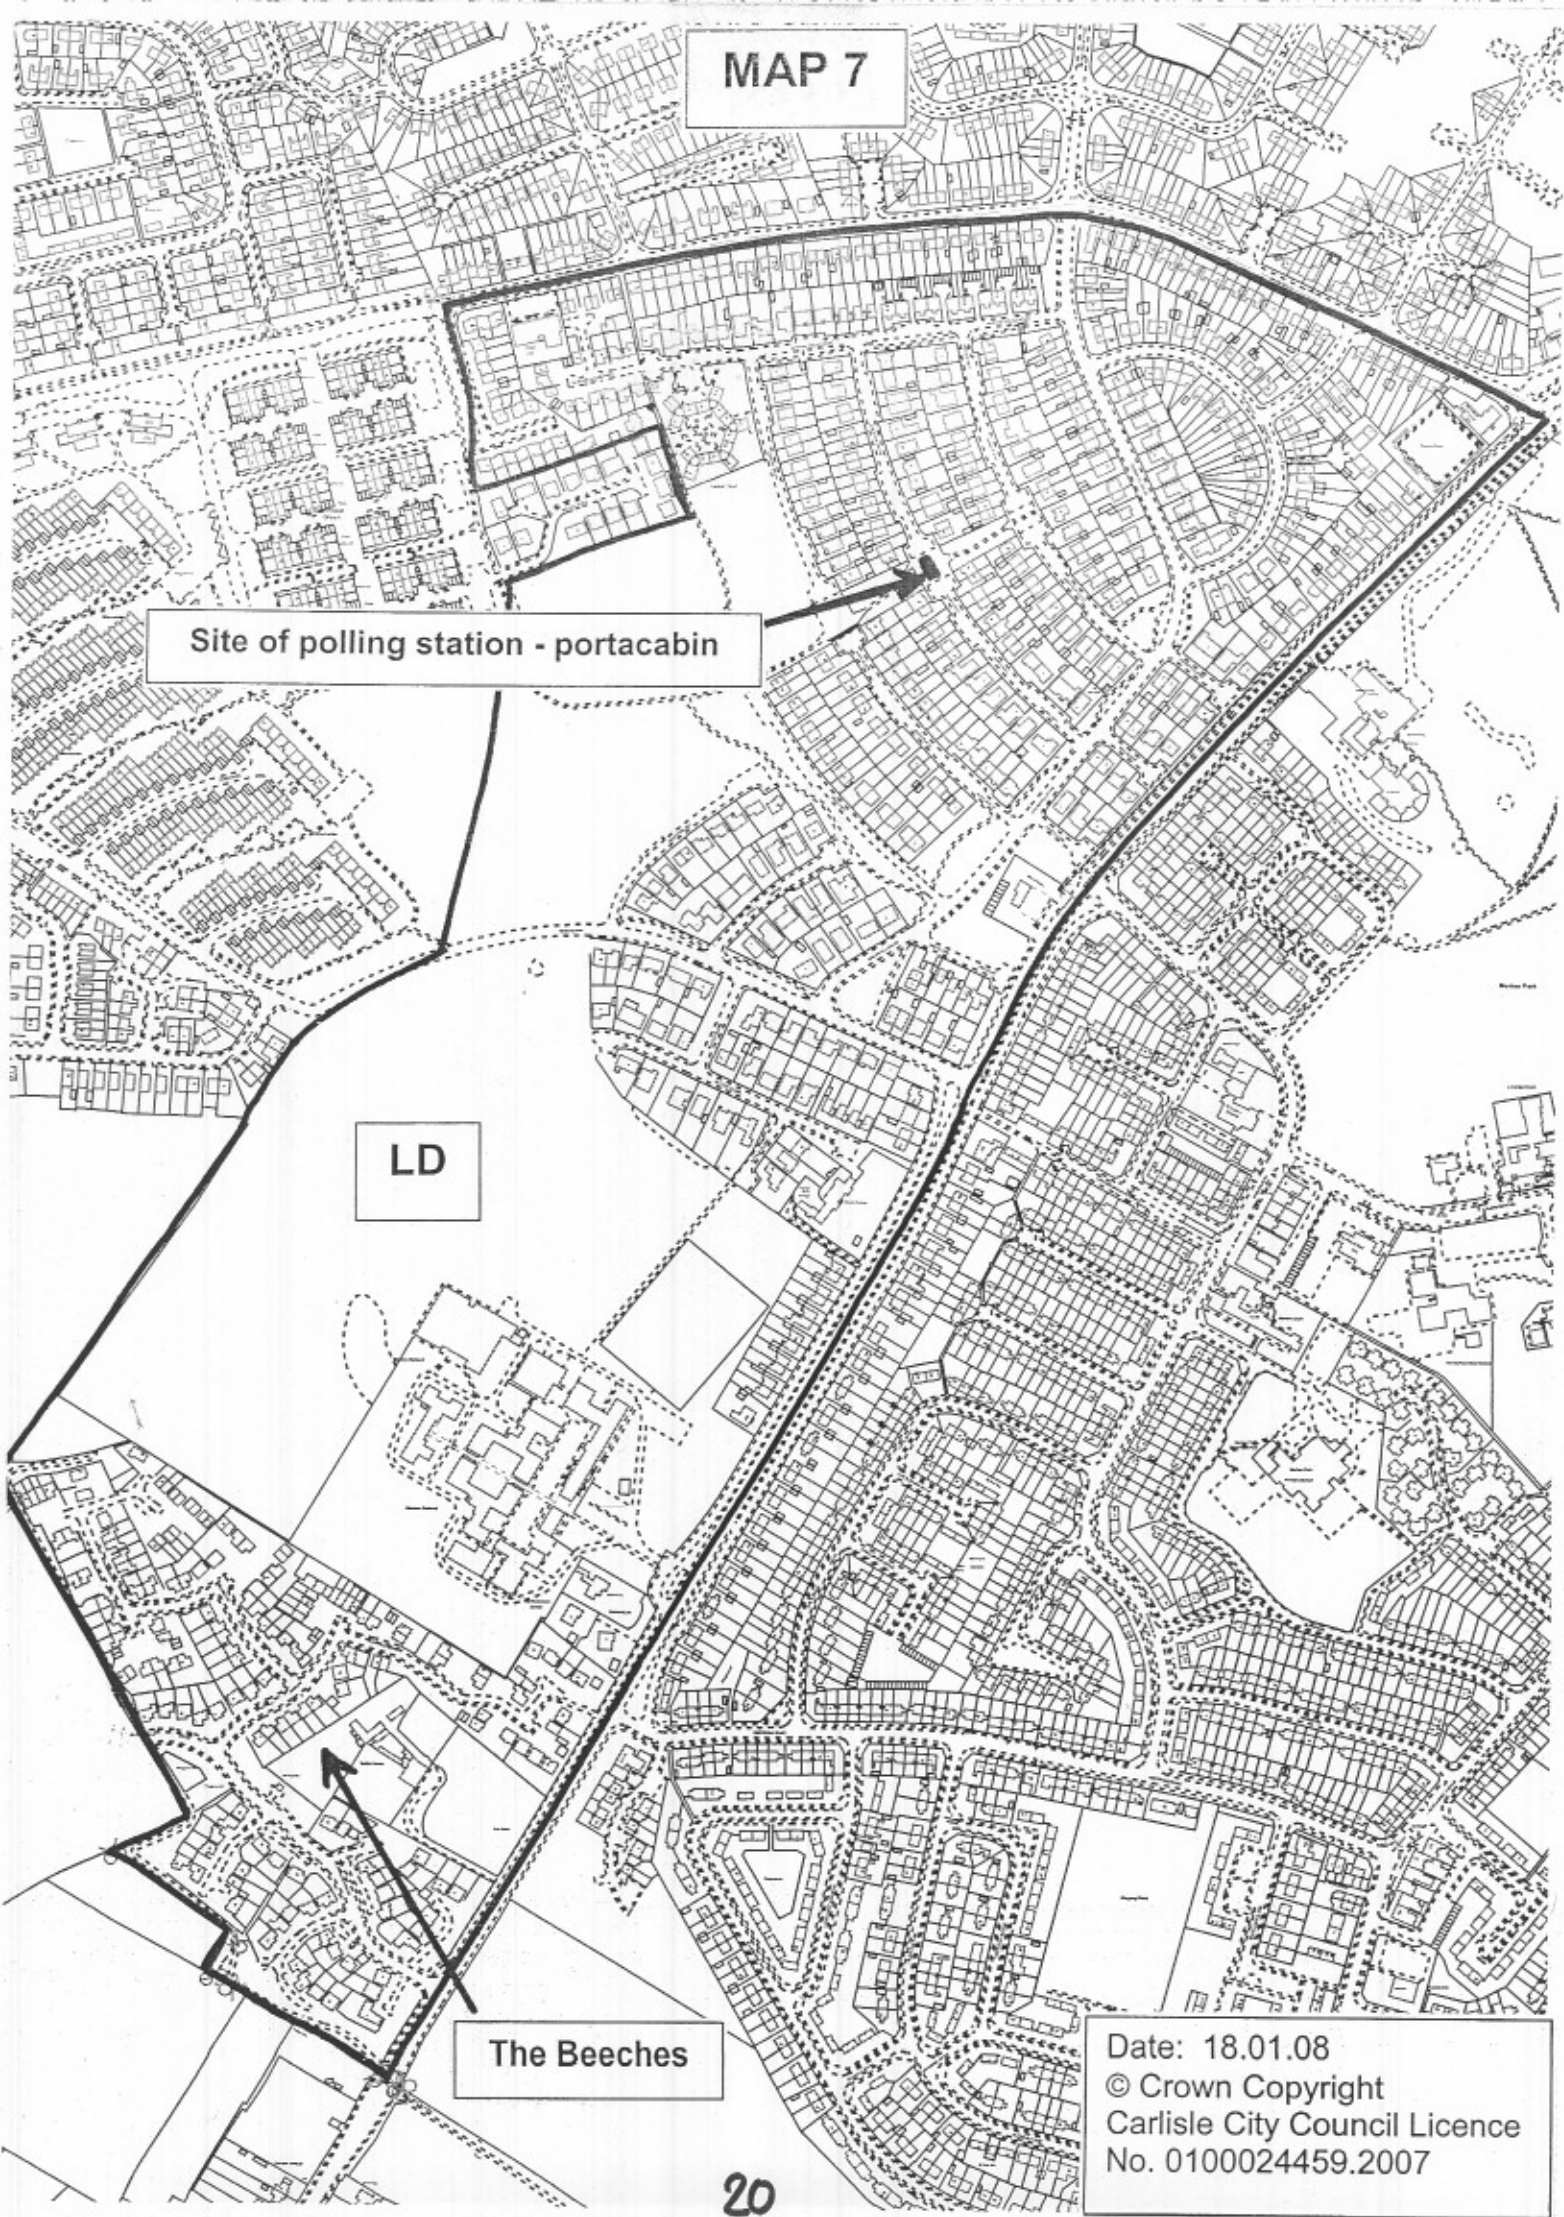 MAP 7
Site of polling station - portacabin
LD
The Beeches
Date: 18.01.08
© Crown Copyright
Carlisle City Council Licence
No. 0100024459.2007
20